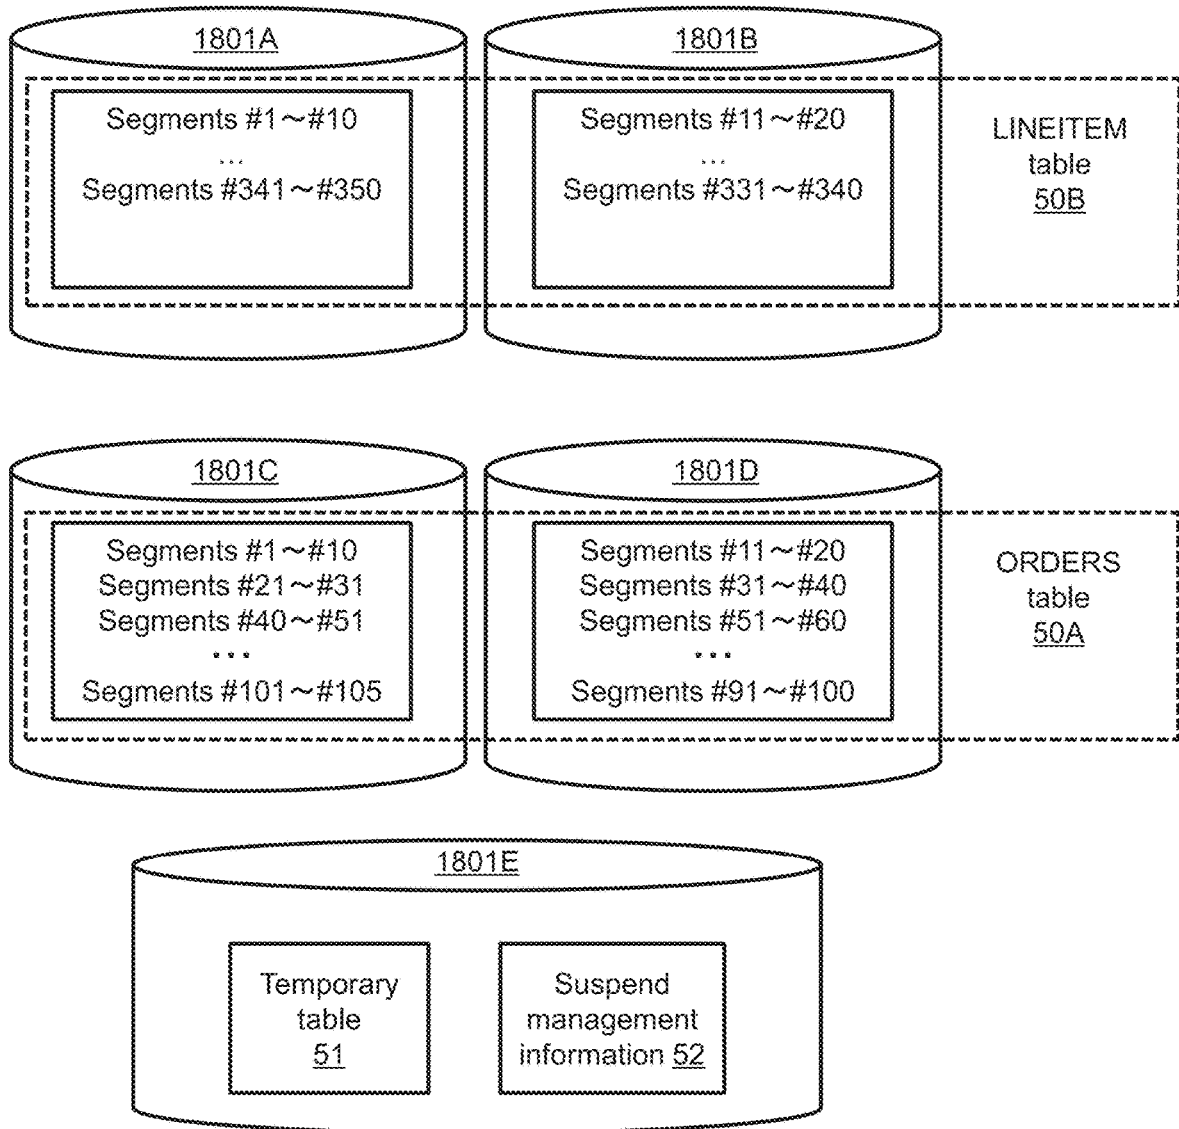 1801A
Segments #1～#10
...
Segments #341～#350
1801B
Segments #11～#20
...
Segments #331～#340
LINEITEM
table
50B
1801C
Segments #1～#10
Segments #21～#31
Segments #40～#51
...
Segments #101～#105
1801D
Segments #11～#20
Segments #31～#40
Segments #51～#60
...
Segments #91～#100
ORDERS
table
50A
1801E
Temporary
table
51
Suspend
management
information 52